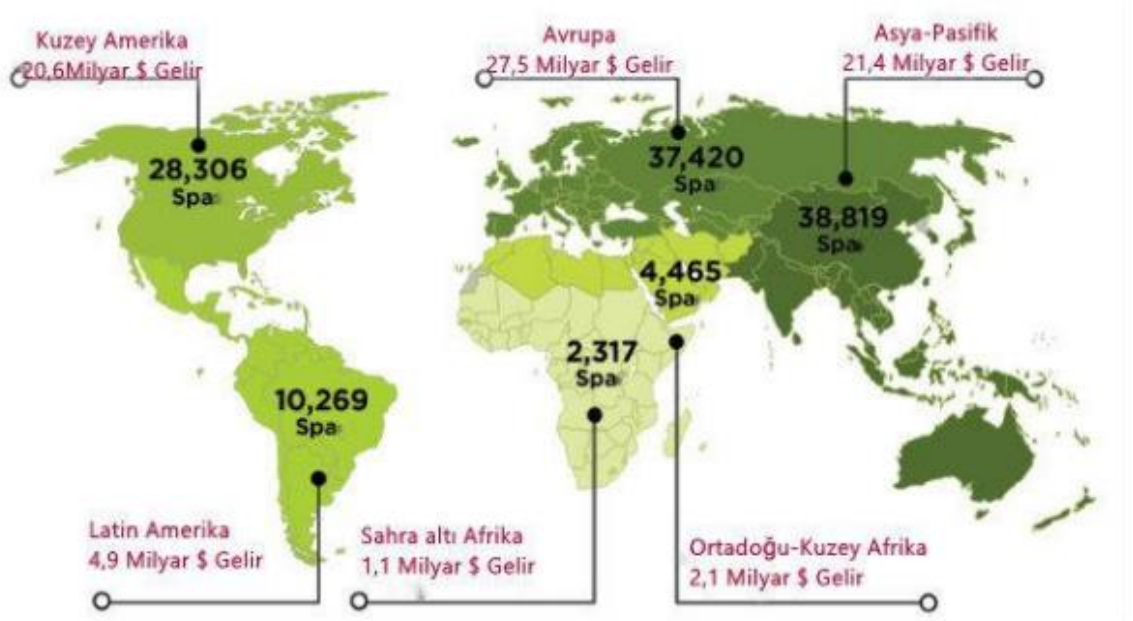 Kuzey Amerika
20,6Milyar $ Gelir
Avrupa
27,5 Milyar $ Gelir
Asya-Pasifik
21,4 Milyar $ Gelir
28,306
Spa
37,420
Spa
38,819
Spa
4,465
Spa
2,317
Spa
10,269
Spa
Latin Amerika
4,9 Milyar $ Gelir
Sahra altı Afrika
1,1 Milyar $ Gelir
Ortadoğu-Kuzey Afrika
2,1 Milyar $ Gelir